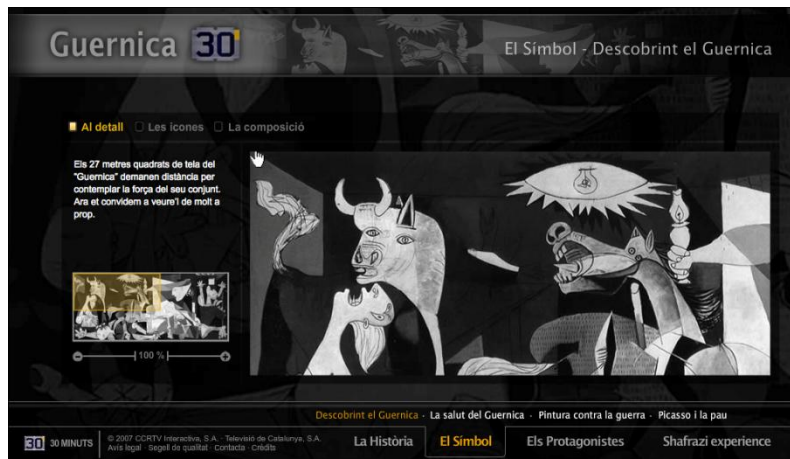 Guernica 30'
El Símbol - Descobrint el Guernica
Al detall Les icones La composició
Els 27 metres quadrats de tela del
"Guernica" demanen distància per
contemplar la força del seu conjunt.
Ara et convidem a veure'l de molt a
prop.
100 %
Descobrint el Guernica - La salut del Guernica - Pintura contra la guerra - Picasso i la pau
30 30 MINUTS
© 2007 CCRTV Interactiva, S.A. - Televisió de Catalunya, S.A.
Avís legal - Segell de qualitat - Contacta - Crèdits
La Història El Símbol Els Protagonistes Shafrazi experience